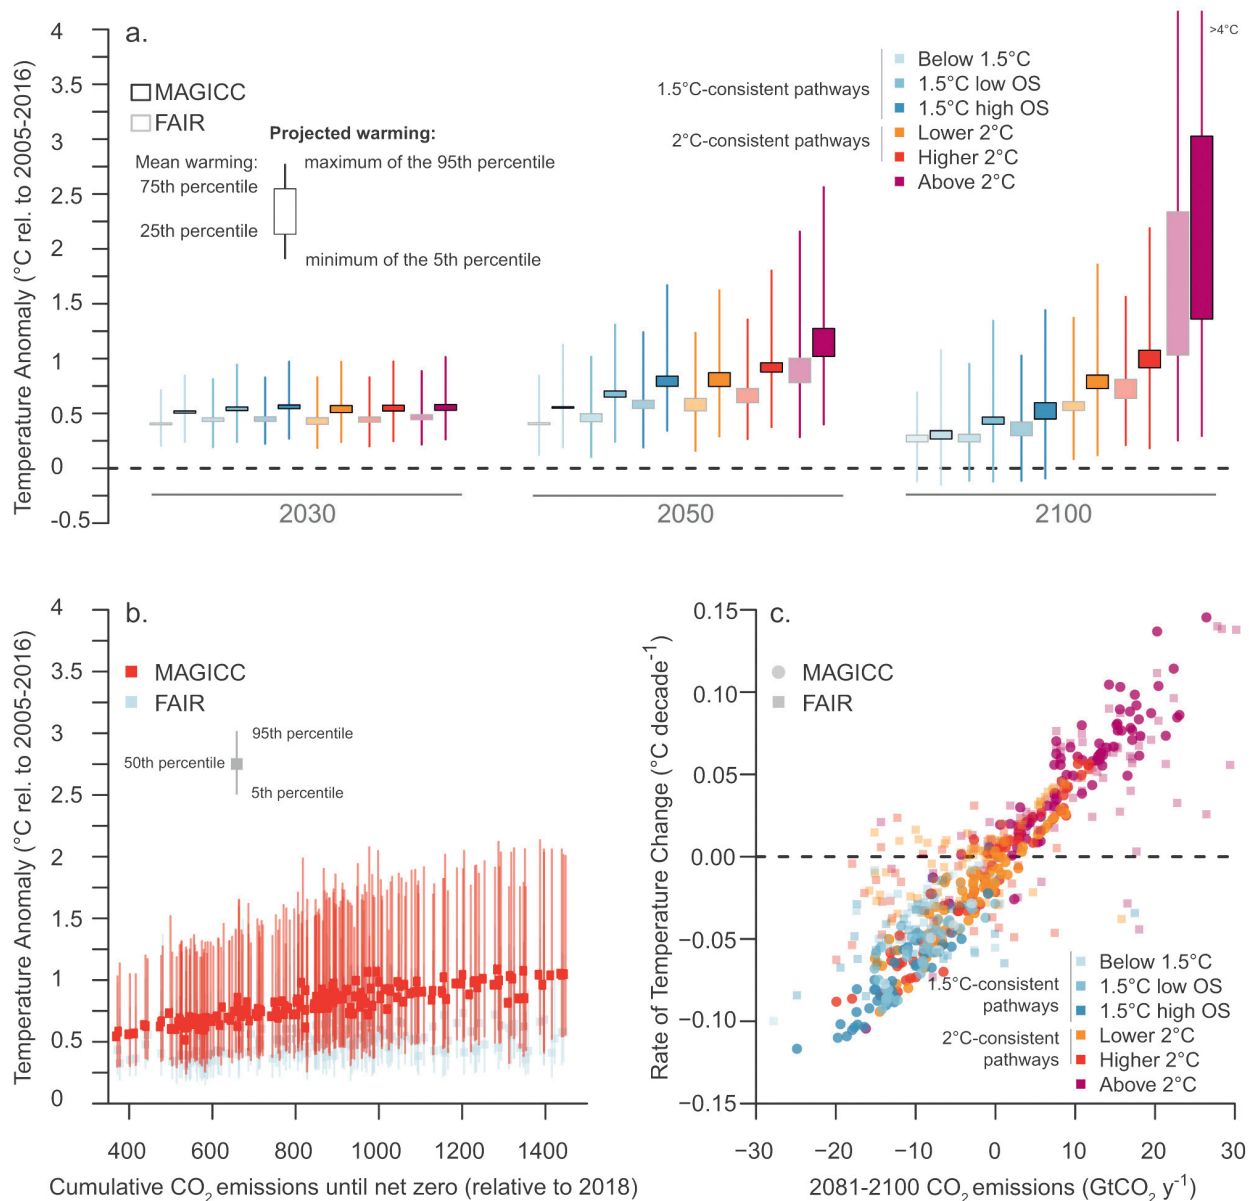 a.
4
3.5
3
2.5
2
1.5
1
0.5
0
-0.5
Temperature Anomaly (°C rel. to 2005-2016)
MAGICC
FAIR
Projected warming:
Mean warming:
75th percentile
25th percentile
maximum of the 95th percentile
minimum of the 5th percentile
1.5°C-consistent pathways
2°C-consistent pathways
Below 1.5°C
1.5°C low OS
1.5°C high OS
Lower 2°C
Higher 2°C
Above 2°C
>4°C
2030
2050
2100
b.
4
3.5
3
2.5
2
1.5
1
0.5
0
Temperature Anomaly (°C rel. to 2005-2016)
MAGICC
FAIR
95th percentile
50th percentile
5th percentile
400 600 800 1000 1200 1400
Cumulative CO2 emissions until net zero (relative to 2018)
c.
0.15
0.10
0.05
0.00
−0.05
−0.10
−0.15
Rate of Temperature Change (°C decade-1)
MAGICC
FAIR
1.5°C-consistent
pathways
2°C-consistent
pathways
Below 1.5°C
1.5°C low OS
1.5°C high OS
Lower 2°C
Higher 2°C
Above 2°C
−30 −20 −10 0 10 20 30
2081-2100 CO2 emissions (GtCO2 y-1)